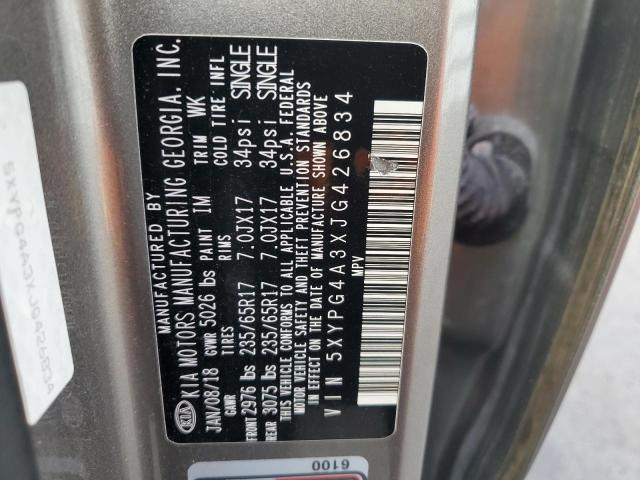 MANUFACTURED BY
KIA KIA MOTORS MANUFACTURING GEORGIA. INC.
JAN/08/18 GVWR 5026 lbs PAINT IM TRIM WK
GAWR TIRES RIMS COLD TIRE INFL
FRONT 2976 lbs 235/65R17 7.0JX17 34psi SINGLE
REAR 3075 lbs 235/65R17 7.0JX17 34psi SINGLE
THIS VEHICLE CONFORMS TO ALL APPLICABLE U.S.A. FEDERAL
MOTOR VEHICLE SAFETY AND THEFT PREVENTION STANDARDS
IN EFFECT ON THE DATE OF MANUFACTURE SHOWN ABOVE
VIN 5XYPG4A3XJG426834
MPV
5XYPG4A3XJG426834
6100